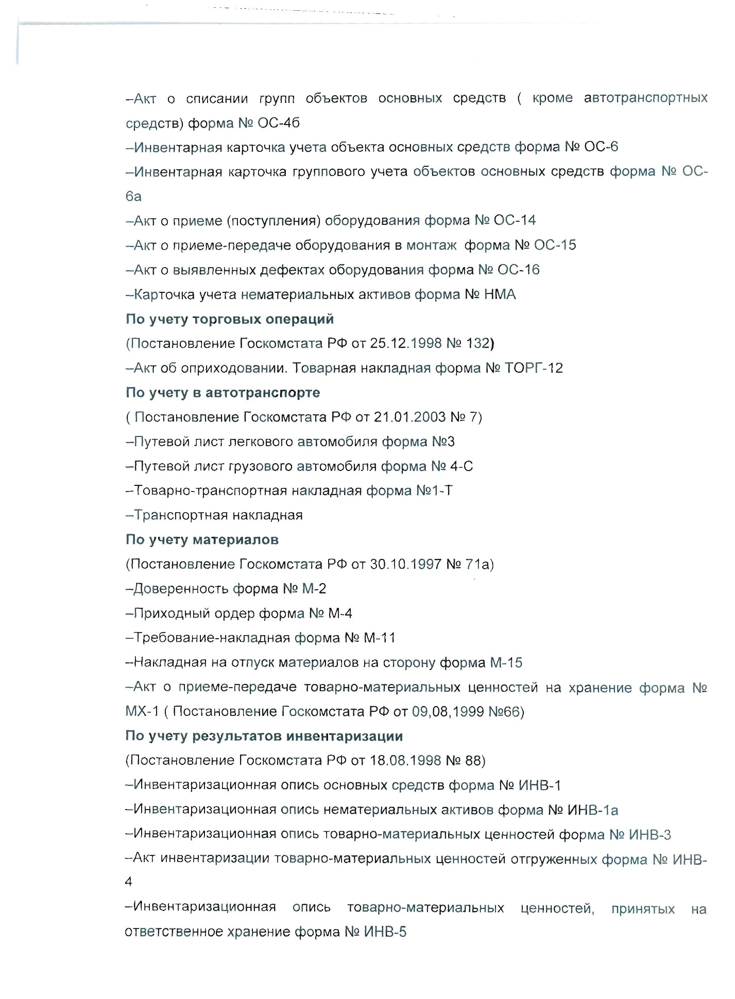 –Акт о списании групп объектов основных средств ( кроме автотранспортных
средств) форма № ОС-4б
–Инвентарная карточка учета объекта основных средств форма № ОС-6
–Инвентарная карточка группового учета объектов основных средств форма № ОС-
6а
–Акт о приеме (поступления) оборудования форма № ОС-14
–Акт о приеме-передаче оборудования в монтаж форма № ОС-15
–Акт о выявленных дефектах оборудования форма № ОС-16
–Карточка учета нематериальных активов форма № НМА
По учету торговых операций
(Постановление Госкомстата РФ от 25.12.1998 № 132)
–Акт об оприходовании. Товарная накладная форма № ТОРГ-12
По учету в автотранспорте
( Постановление Госкомстата РФ от 21.01.2003 № 7)
–Путевой лист легкового автомобиля форма №3
–Путевой лист грузового автомобиля форма № 4-С
–Товарно-транспортная накладная форма №1-Т
–Транспортная накладная
По учету материалов
(Постановление Госкомстата РФ от 30.10.1997 № 71а)
–Доверенность форма № М-2
–Приходный ордер форма № М-4
–Требование-накладная форма № М-11
–Накладная на отпуск материалов на сторону форма М-15
–Акт о приеме-передаче товарно-материальных ценностей на хранение форма №
МХ-1 ( Постановление Госкомстата РФ от 09,08,1999 №66)
По учету результатов инвентаризации
(Постановление Госкомстата РФ от 18.08.1998 № 88)
–Инвентаризационная опись основных средств форма № ИНВ-1
–Инвентаризационная опись нематериальных активов форма № ИНВ-1а
–Инвентаризационная опись товарно-материальных ценностей форма № ИНВ-3
–Акт инвентаризации товарно-материальных ценностей отгруженных форма № ИНВ-
4
–Инвентаризационная опись товарно-материальных ценностей, принятых на
ответственное хранение форма № ИНВ-5